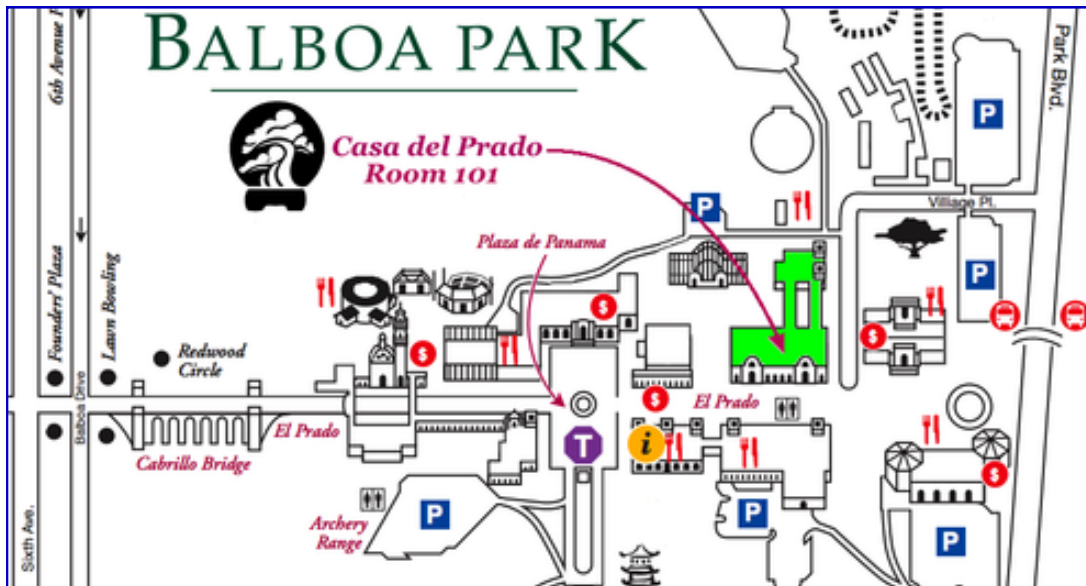 BALBOA PARK
Casa del Prado
Room 101
Plaza de Panama
6th Avenue
Founders' Plaza
Lawn Bowling
Redwood
Circle
Balboa Drive
Sixth Ave.
El Prado
Cabrillo Bridge
Archery
Range
El Prado
Park Blvd.
Villiage Pl.
P
P
P
P
P
P
T
i
$
$
$
$
$